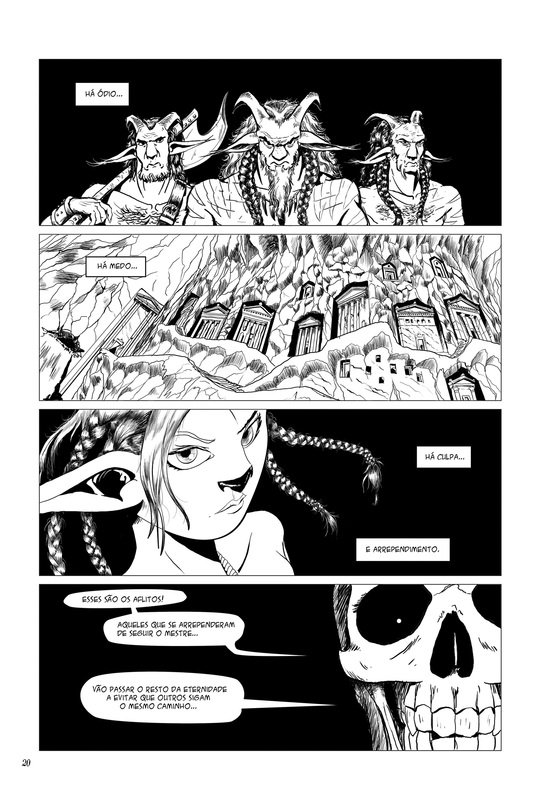 HÁ ÓDIO...
HÁ MEDO...
HÁ CULPA...
E ARREPENDIMENTO.
ESSES SÃO OS AFLITOS!
AQUELES QUE SE ARREPENDERAM
DE SEGUIR O MESTRE...
VÃO PASSAR O RESTO DA ETERNIDADE
A EVITAR QUE OUTROS SIGAM
O MESMO CAMINHO...
20